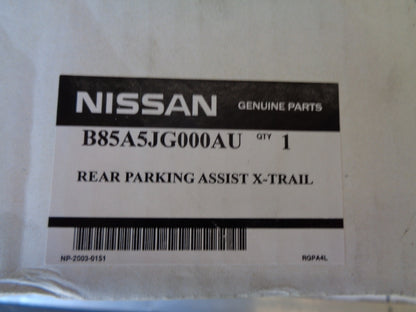 NISSAN GENUINE PARTS
B85A5JG000AU QTY 1
REAR PARKING ASSIST X-TRAIL
NP-2003-0151 RGPA4L